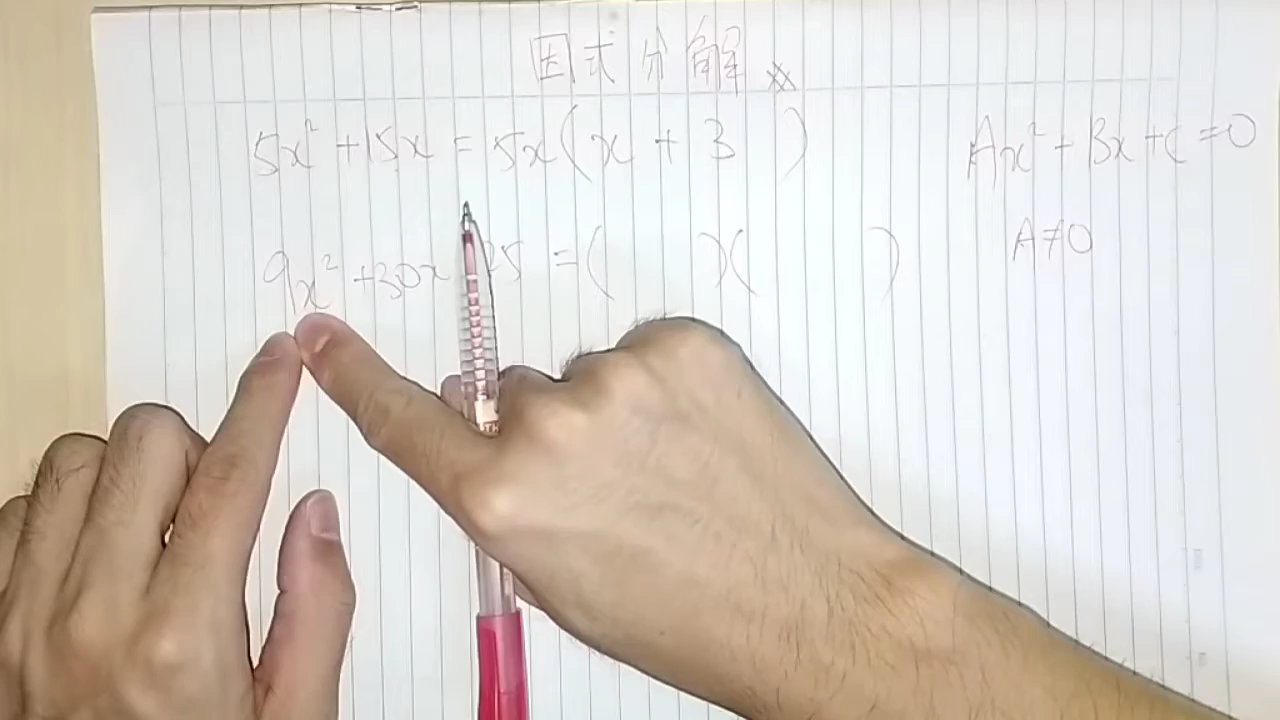 因式分解
5x² + 15x = 5x( x + 3 )
Ax² + Bx + C = 0
9x² + 30x 25 = ( )( )
A ≠ 0